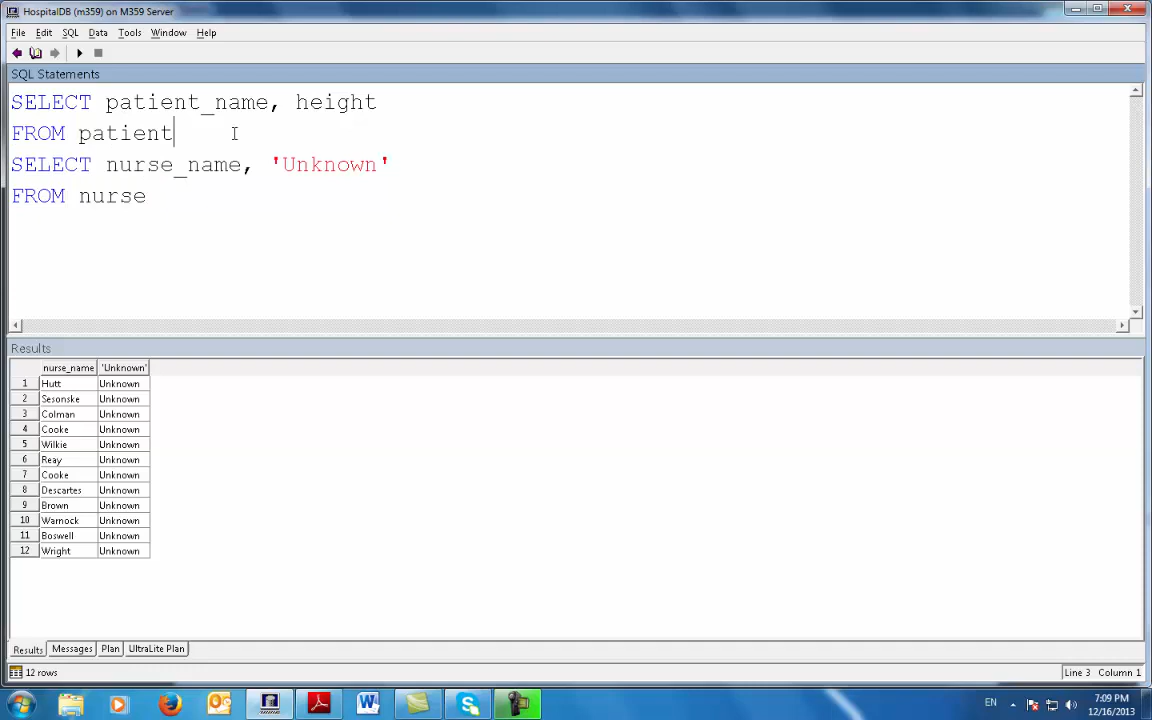 HospitalDB (m359) on M359 Server
File Edit SQL Data Tools Window Help
SQL Statements
SELECT patient_name, height
FROM patient
SELECT nurse_name, 'Unknown'
FROM nurse
Results
nurse_name 'Unknown'
1 Hutt Unknown
2 Sesonske Unknown
3 Colman Unknown
4 Cooke Unknown
5 Wilkie Unknown
6 Reay Unknown
7 Cooke Unknown
8 Descartes Unknown
9 Brown Unknown
10 Warnock Unknown
11 Boswell Unknown
12 Wright Unknown
Results Messages Plan UltraLite Plan
12 rows
Line 3 Column 1
EN
7:09 PM
12/16/2013